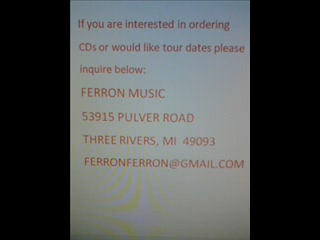 If you are interested in ordering
CDs or would like tour dates please
inquire below:
FERRON MUSIC
53915 PULVER ROAD
THREE RIVERS, MI  49093
FERRONFERRON@GMAIL.COM